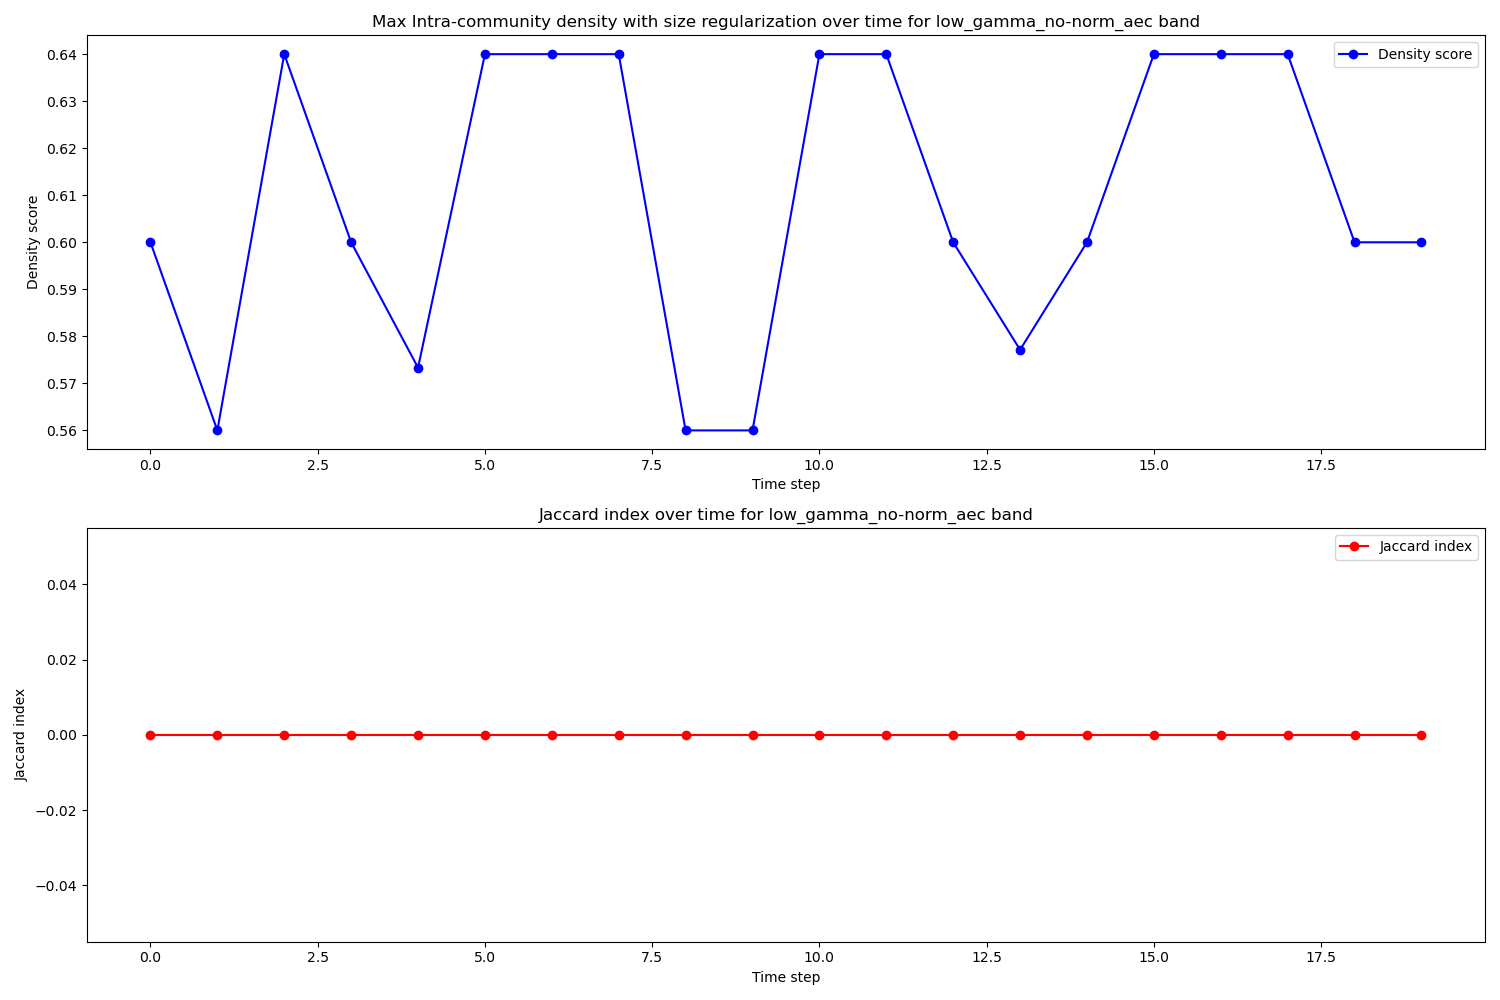 Max Intra-community density with size regularization over time for low_gamma_no-norm_aec band
Density score
0.64
0.63
0.62
0.61
0.60
0.59
0.58
0.57
0.56
Density score
0.0 2.5 5.0 7.5 10.0 12.5 15.0 17.5
Time step
Jaccard index over time for low_gamma_no-norm_aec band
Jaccard index
0.04
0.02
0.00
−0.02
−0.04
Jaccard index
0.0 2.5 5.0 7.5 10.0 12.5 15.0 17.5
Time step